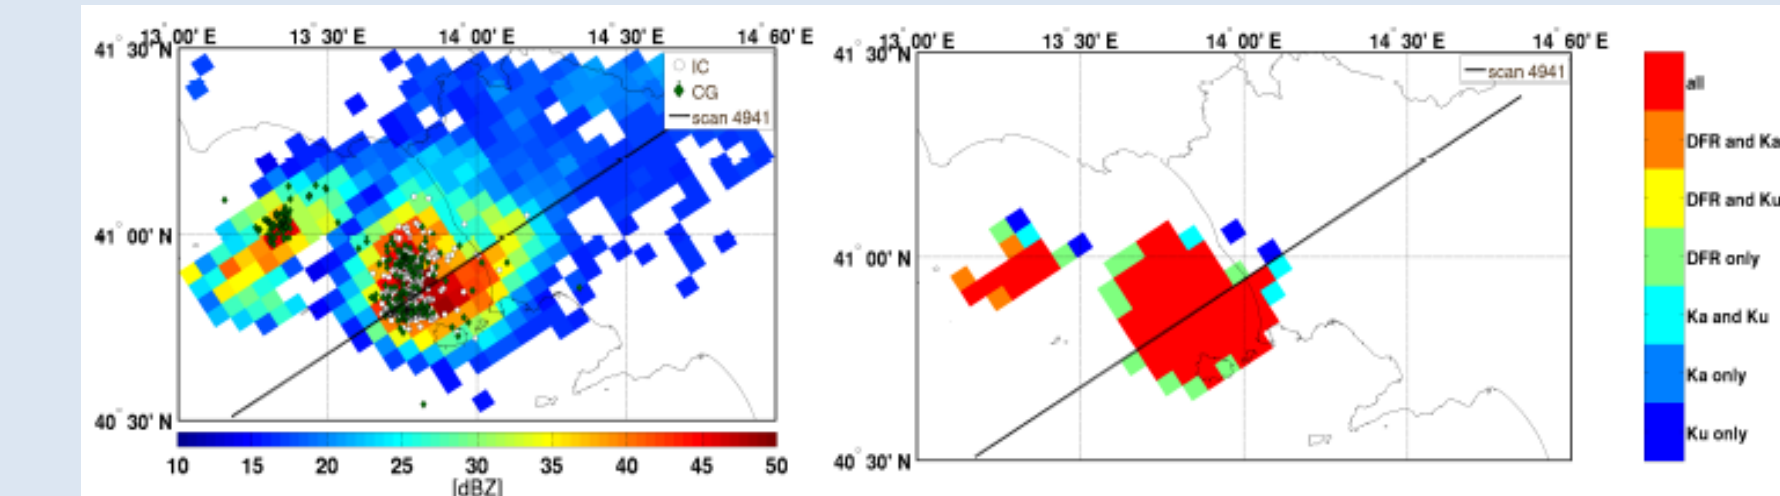 13° 00' E 13° 30' E 14° 00' E 14° 30' E 14° 60' E
41° 30' N
IC
CG
scan 4941
41° 00' N
40° 30' N
10 15 20 25 30 35 40 45 50
[dBZ]
13° 00' E 13° 30' E 14° 00' E 14° 30' E 14° 60' E
41° 30' N
scan 4941
41° 00' N
40° 30' N
all
DFR and Ka
DFR and Ku
DFR only
Ka and Ku
Ka only
Ku only